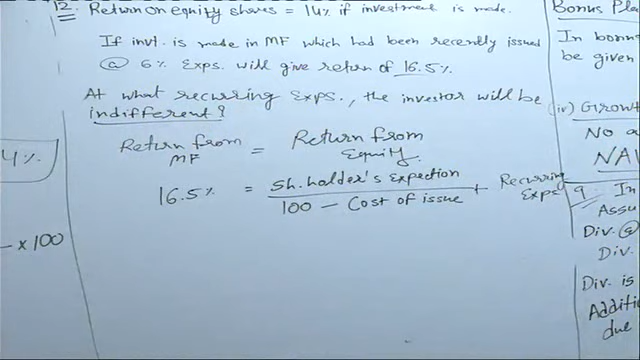 12. Return on equity shares = 14% if investment is made.
If invt. is made in MF which had been recently issued
@ 6% Exps. will give return of 16.5%.
At what recurring Exps., the investor will be
indifferent?
Return from MF = Return from Equity.
16.5% = Sh. holder's Expection / 100 - Cost of issue + Recurring Exps
4%.
- x 100
Bonus Pla
In bonu
be given
(iv) Growt
No a
NAV
9 In
Assu
Div. @
Div.
Div. is
Additi
due